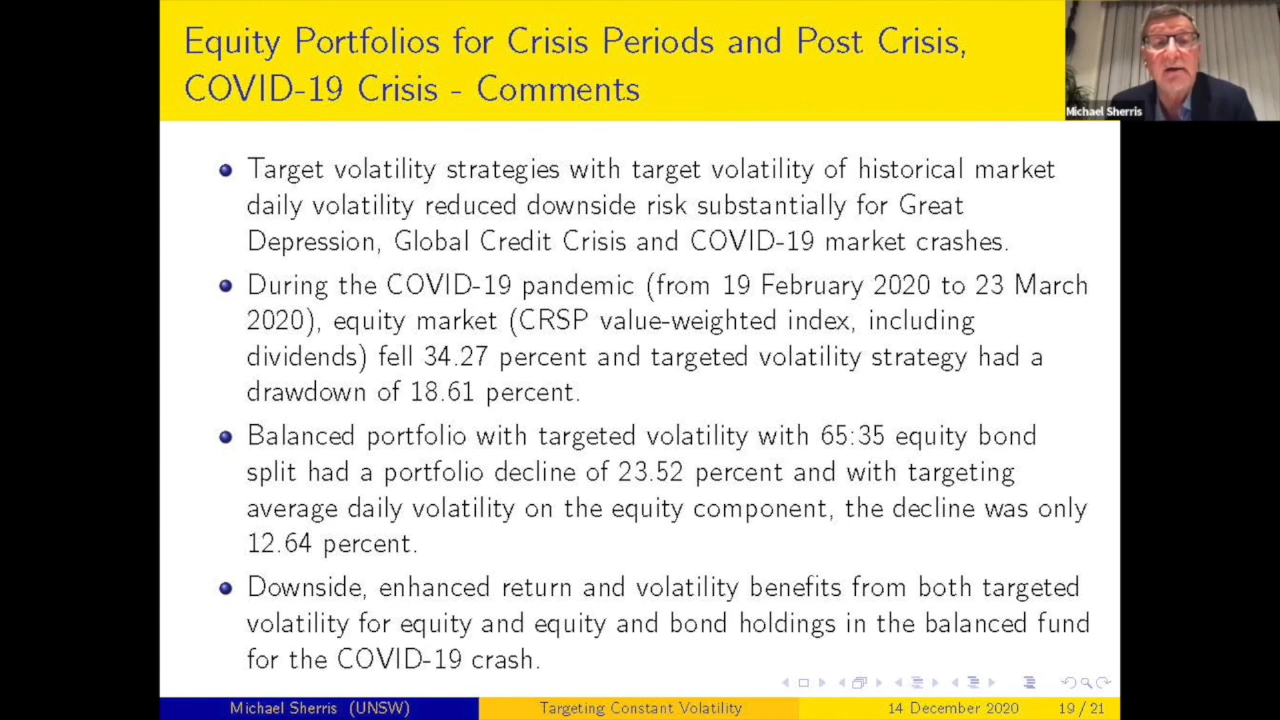 Equity Portfolios for Crisis Periods and Post Crisis,
COVID-19 Crisis - Comments
Michael Sherris
Target volatility strategies with target volatility of historical market
daily volatility reduced downside risk substantially for Great
Depression, Global Credit Crisis and COVID-19 market crashes.
During the COVID-19 pandemic (from 19 February 2020 to 23 March
2020), equity market (CRSP value-weighted index, including
dividends) fell 34.27 percent and targeted volatility strategy had a
drawdown of 18.61 percent.
Balanced portfolio with targeted volatility with 65:35 equity bond
split had a portfolio decline of 23.52 percent and with targeting
average daily volatility on the equity component, the decline was only
12.64 percent.
Downside, enhanced return and volatility benefits from both targeted
volatility for equity and equity and bond holdings in the balanced fund
for the COVID-19 crash.
Michael Sherris (UNSW) Targeting Constant Volatility 14 December 2020 19 / 21